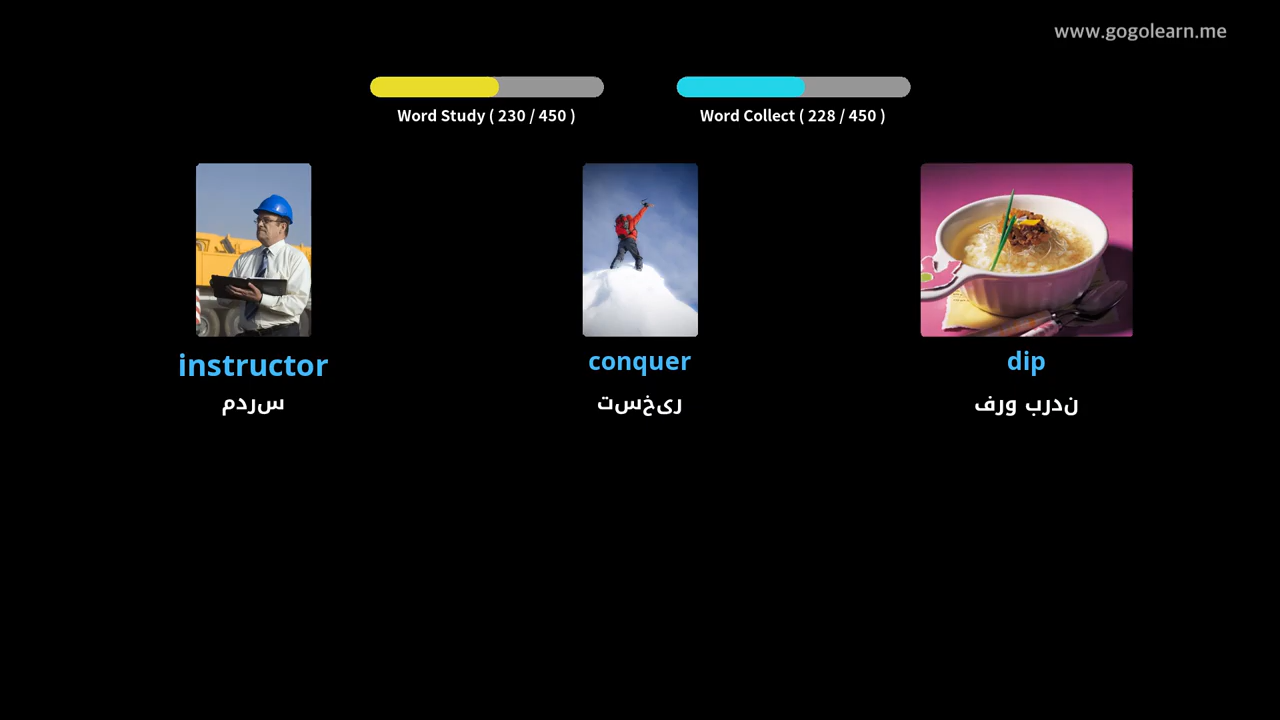 www.gogolearn.me
Word Study ( 230 / 450 )
Word Collect ( 228 / 450 )
instructor
سردم
conquer
ریخست
dip
ندرب ورف